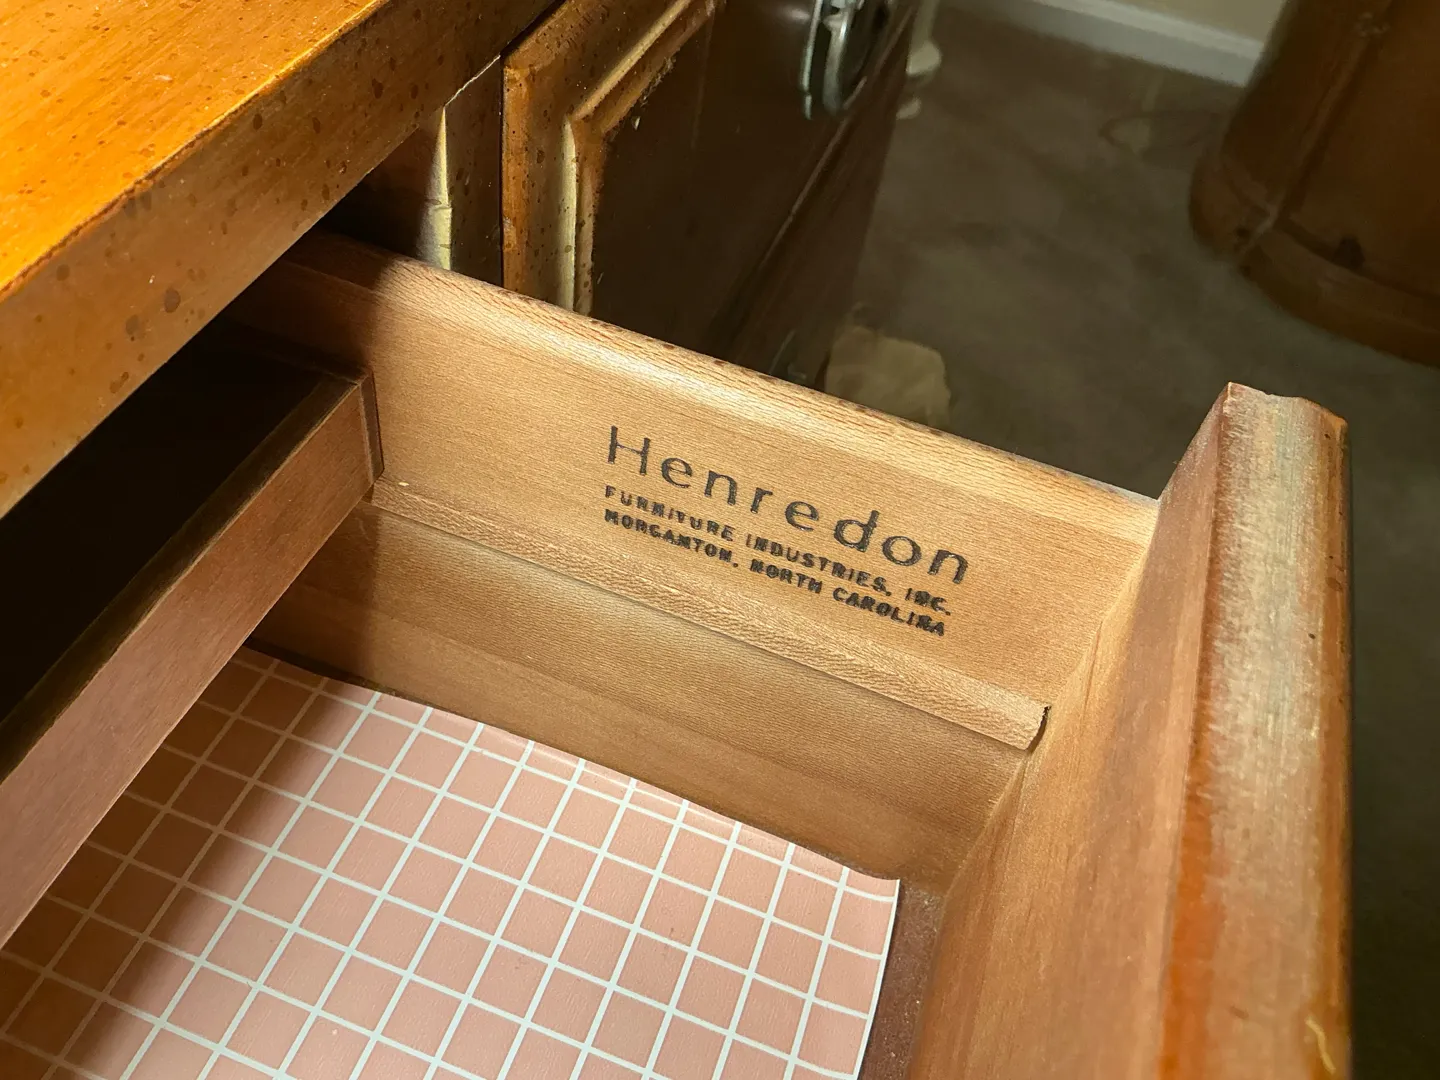 Henredon
FURNITURE INDUSTRIES, INC.
MORGANTON, NORTH CAROLINA